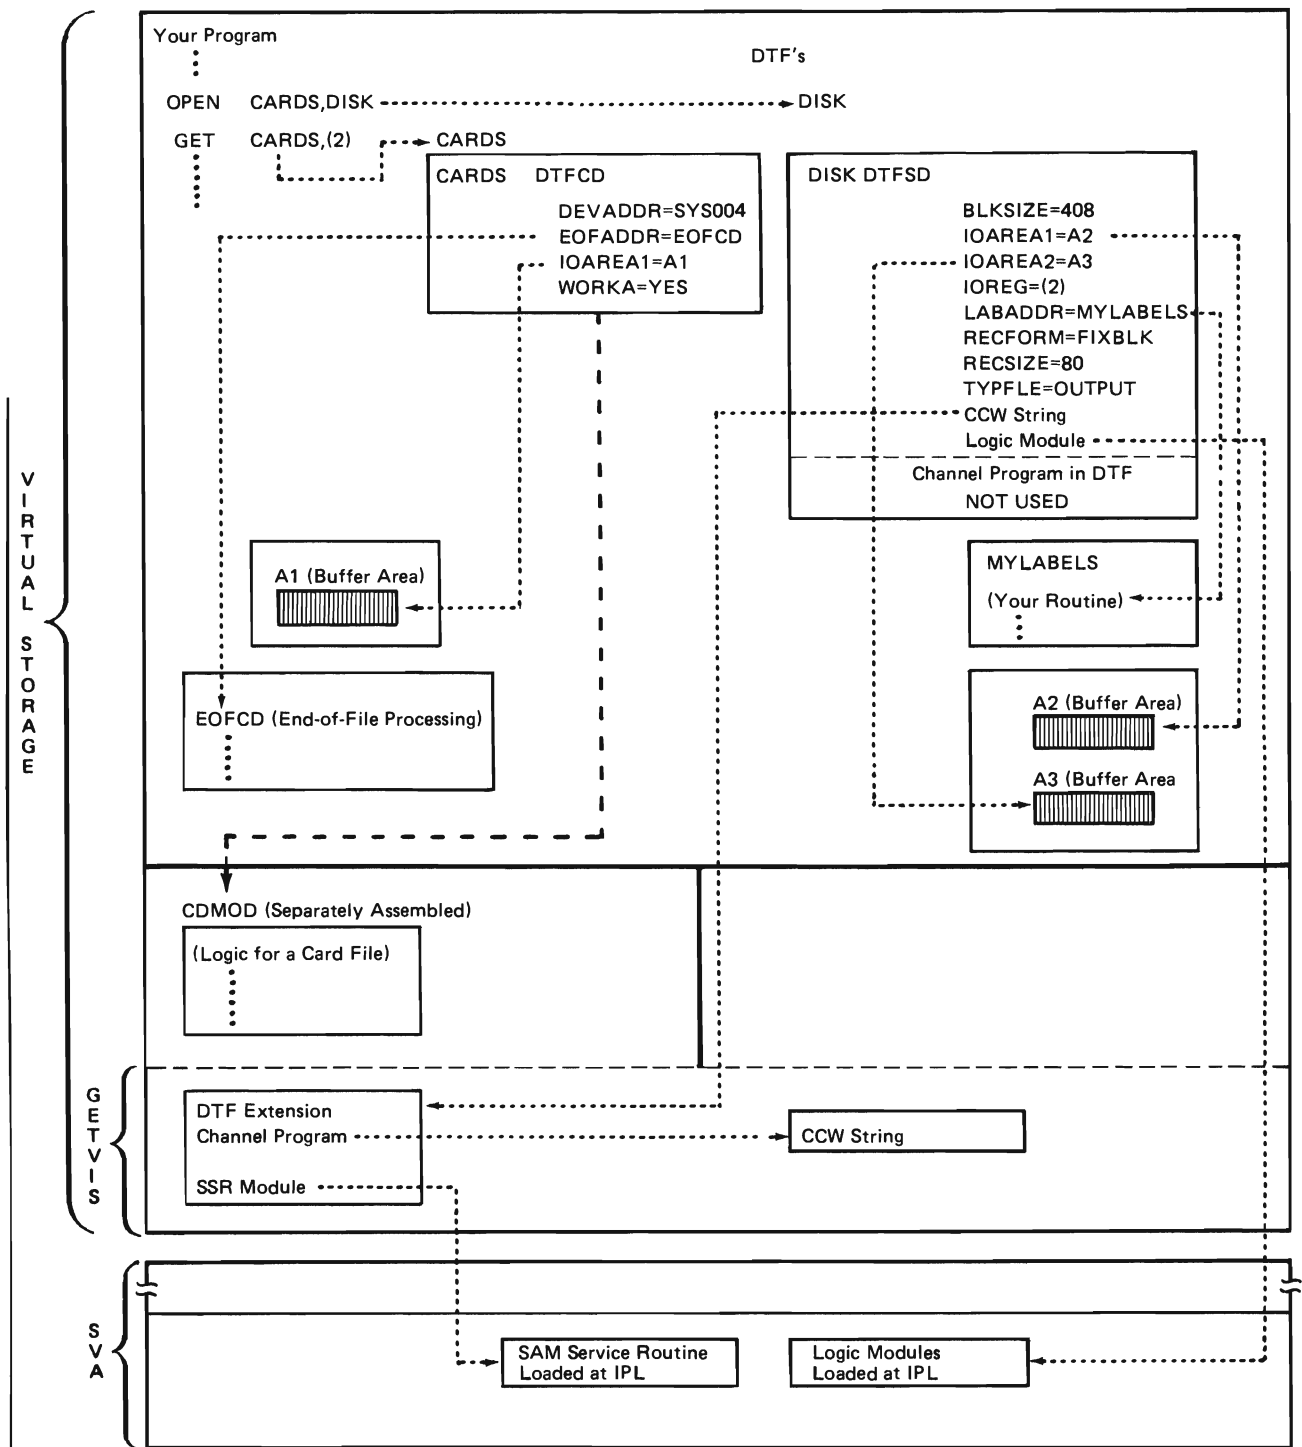 Your Program
DTF's
OPEN CARDS,DISK DISK
GET CARDS,(2) CARDS
CARDS DTFCD
DEVADDR=SYS004
EOFADDR=EOFCD
IOAREA1=A1
WORKA=YES
DISK DTFSD
BLKSIZE=408
IOAREA1=A2
IOAREA2=A3
IOREG=(2)
LABADDR=MYLABELS
RECFORM=FIXBLK
RECSIZE=80
TYPFLE=OUTPUT
CCW String
Logic Module
Channel Program in DTF
NOT USED
VIRTUAL STORAGE
A1 (Buffer Area)
MYLABELS
(Your Routine)
EOFCD (End-of-File Processing)
A2 (Buffer Area)
A3 (Buffer Area
CDMOD (Separately Assembled)
(Logic for a Card File)
GETVIS
DTF Extension
Channel Program
SSR Module
CCW String
SVA
SAM Service Routine
Loaded at IPL
Logic Modules
Loaded at IPL